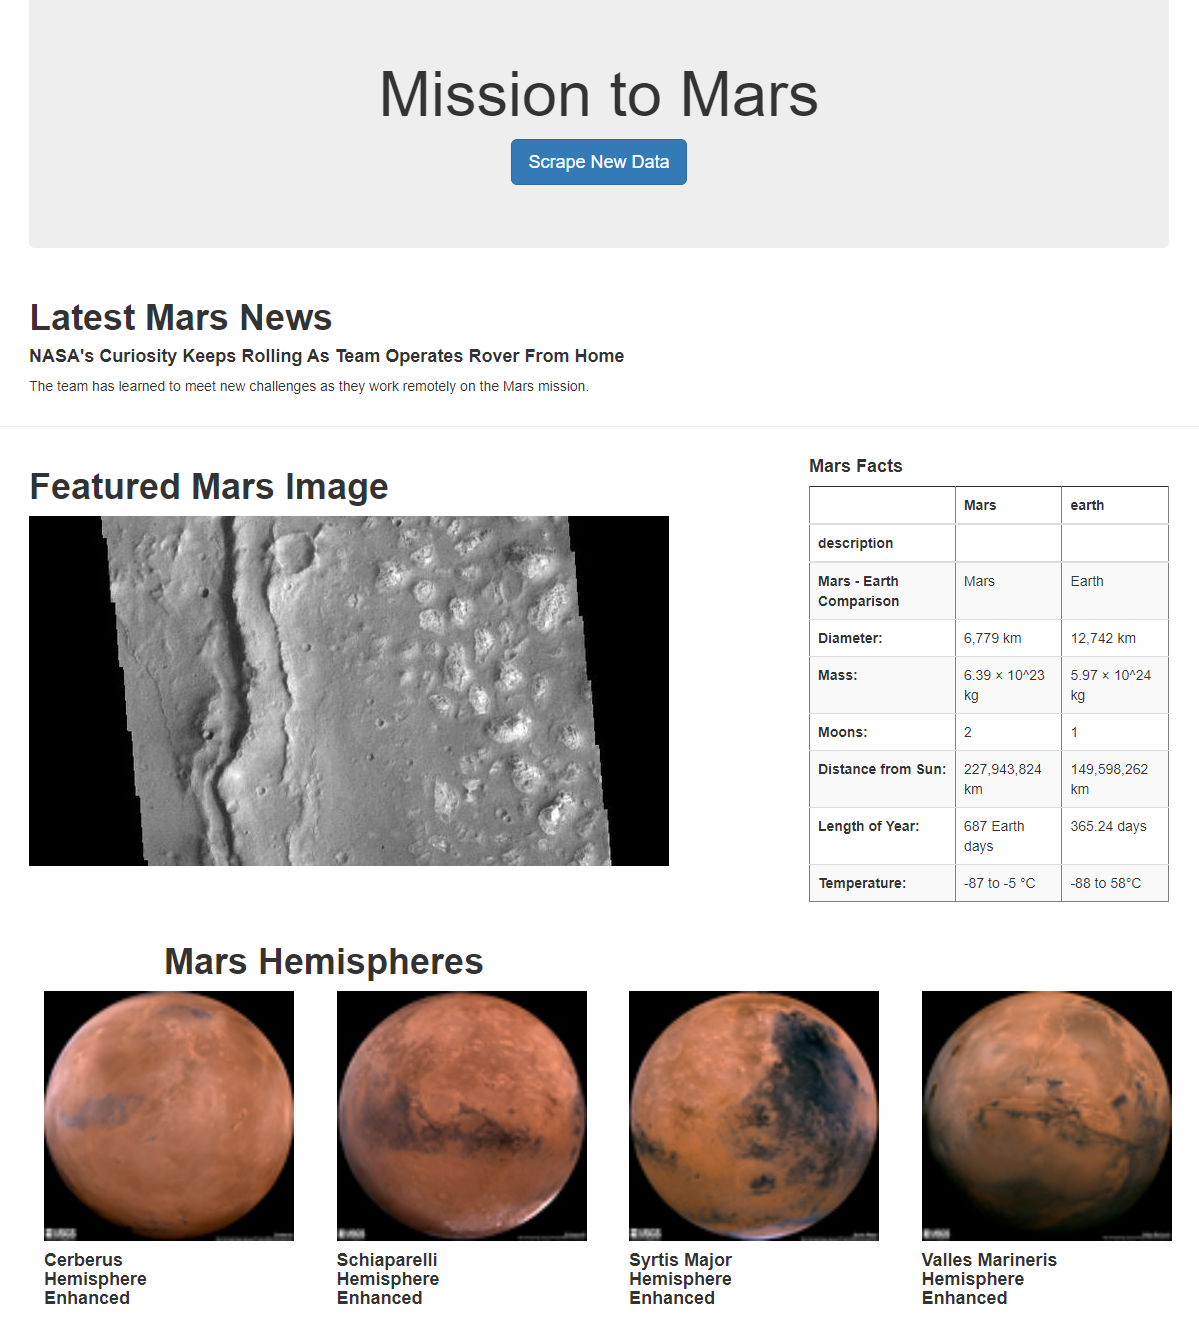 Mission to Mars
Scrape New Data
Latest Mars News
NASA's Curiosity Keeps Rolling As Team Operates Rover From Home
The team has learned to meet new challenges as they work remotely on the Mars mission.
Featured Mars Image
Mars Facts
Mars earth
description
Mars - Earth Comparison Mars Earth
Diameter: 6,779 km 12,742 km
Mass: 6.39 × 10^23 kg 5.97 × 10^24 kg
Moons: 2 1
Distance from Sun: 227,943,824 km 149,598,262 km
Length of Year: 687 Earth days 365.24 days
Temperature: -87 to -5 °C -88 to 58°C
Mars Hemispheres
USGS
USGS
USGS
USGS
Cerberus
Hemisphere
Enhanced
Schiaparelli
Hemisphere
Enhanced
Syrtis Major
Hemisphere
Enhanced
Valles Marineris
Hemisphere
Enhanced